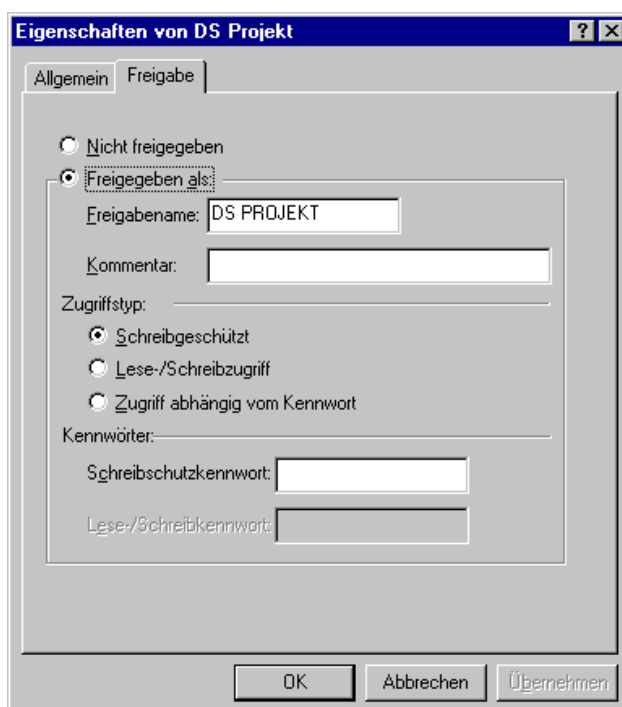 Eigenschaften von DS Projekt
Allgemein Freigabe
Nicht freigegeben
Freigegeben als:
Freigabename: DS PROJEKT
Kommentar:
Zugriffstyp:
Schreibgeschützt
Lese-/Schreibzugriff
Zugriff abhängig vom Kennwort
Kennwörter:
Schreibschutzkennwort:
Lese-/Schreibkennwort:
OK Abbrechen Übernehmen